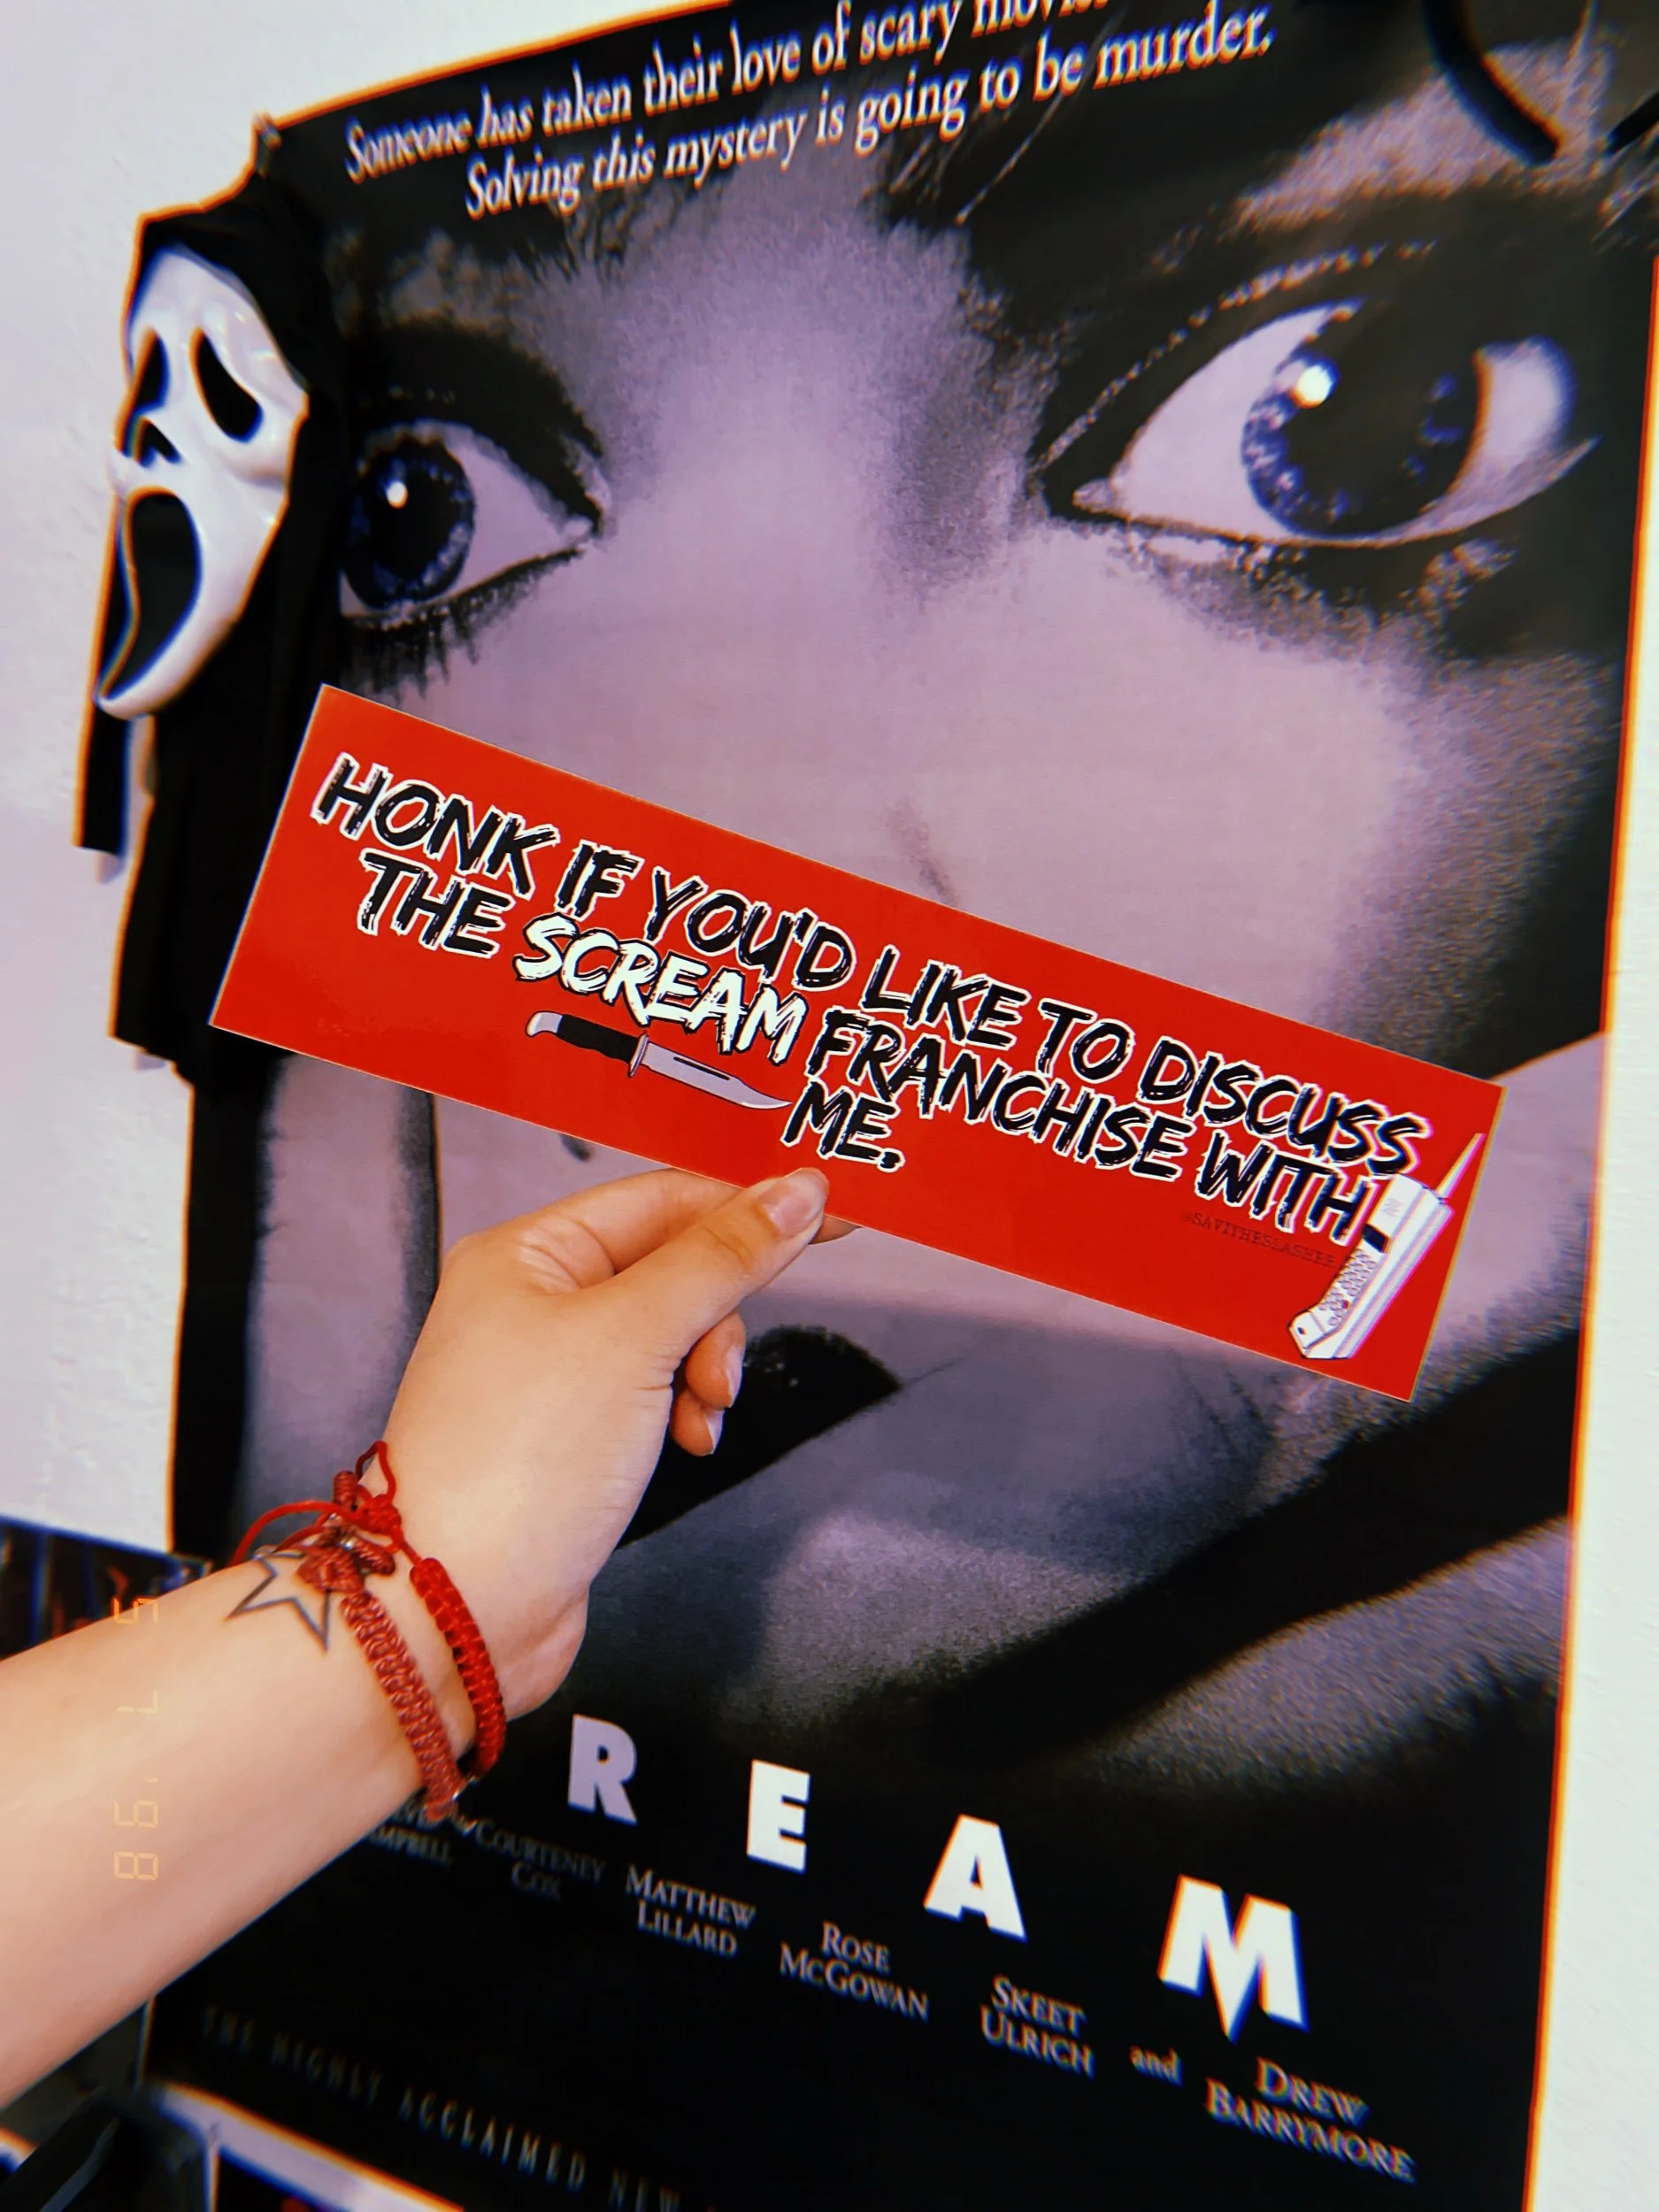 Someone has taken their love of scary
Solving this mystery is going to be murder.
HONK IF YOU'D LIKE TO DISCUSS
THE SCREAM FRANCHISE WITH
ME.
@SAVITHESLASHER
REAM
COURTENEY
COX
MATTHEW
LILLARD
ROSE
MCGOWAN
SKEET
ULRICH
and
DREW
BARRYMORE
THE HIGHLY ACCLAIMED NEW
5 7 '98